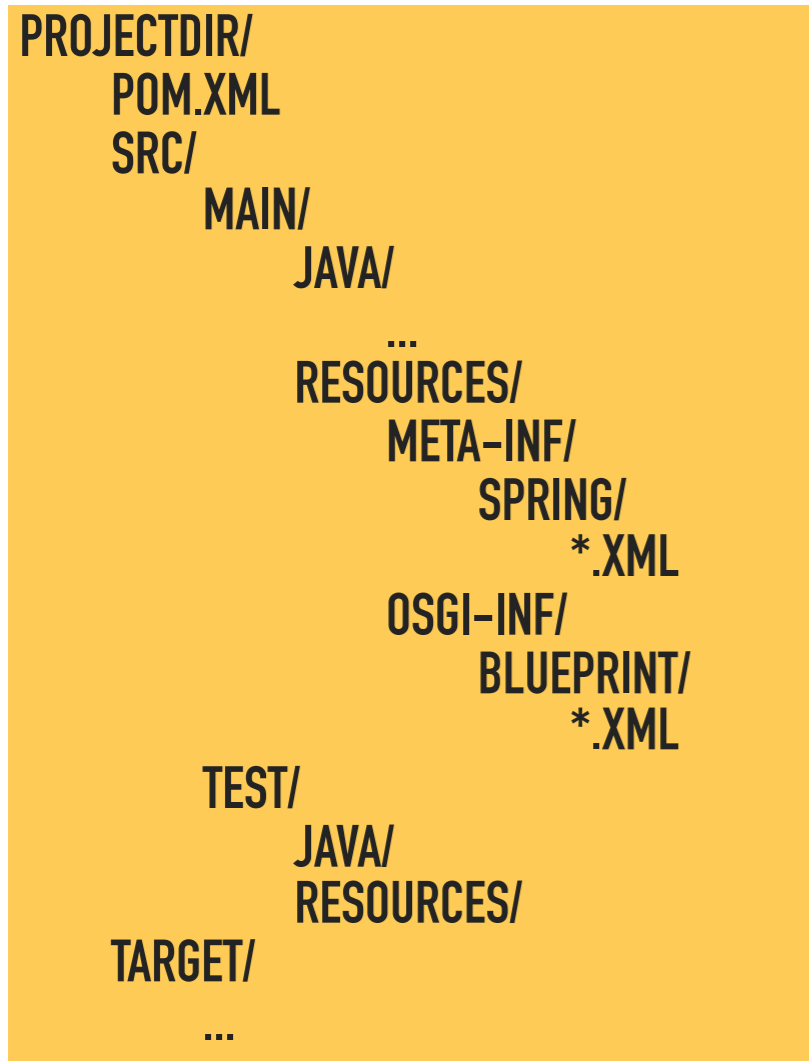 PROJECTDIR/
POM.XML
SRC/
MAIN/
JAVA/
...
RESOURCES/
META-INF/
SPRING/
*.XML
OSGI-INF/
BLUEPRINT/
*.XML
TEST/
JAVA/
RESOURCES/
TARGET/
...